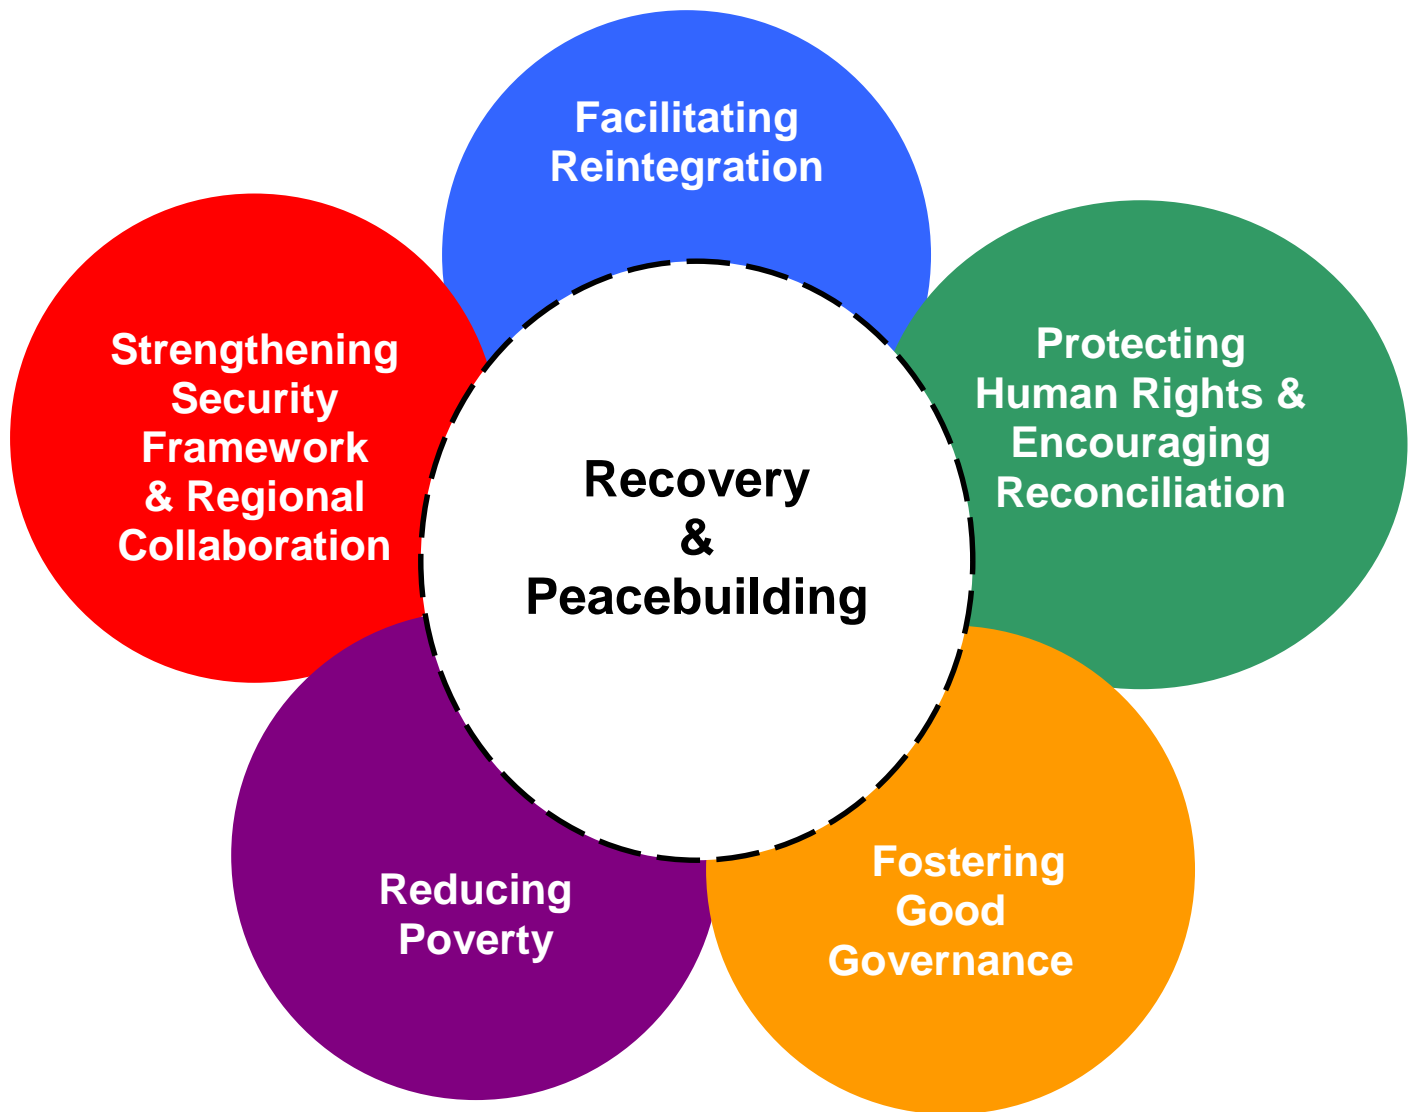 Facilitating
Reintegration
Strengthening
Security
Framework
& Regional
Collaboration
Protecting
Human Rights &
Encouraging
Reconciliation
Recovery
&
Peacebuilding
Reducing
Poverty
Fostering
Good
Governance